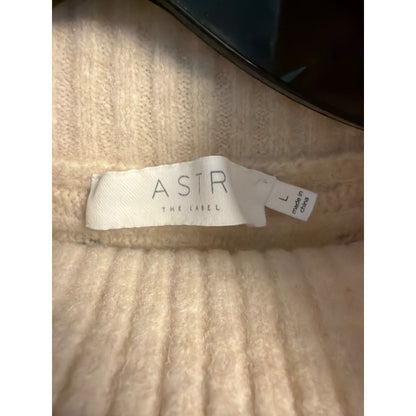 ASTR
THE LABEL
L
made in
china